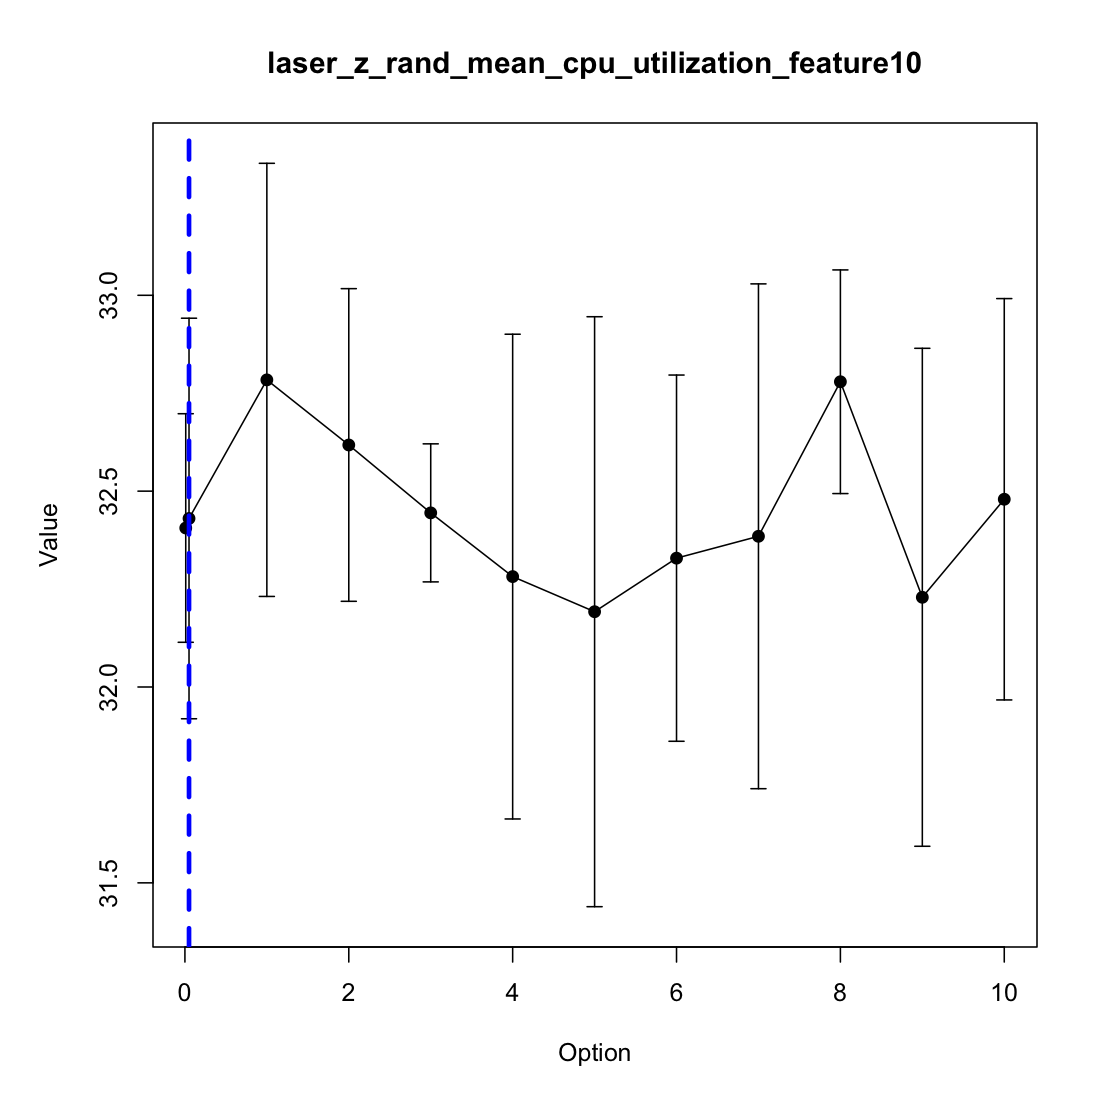 laser_z_rand_mean_cpu_utilization_feature10
33.0
32.5
32.0
31.5
Value
0 2 4 6 8 10
Option